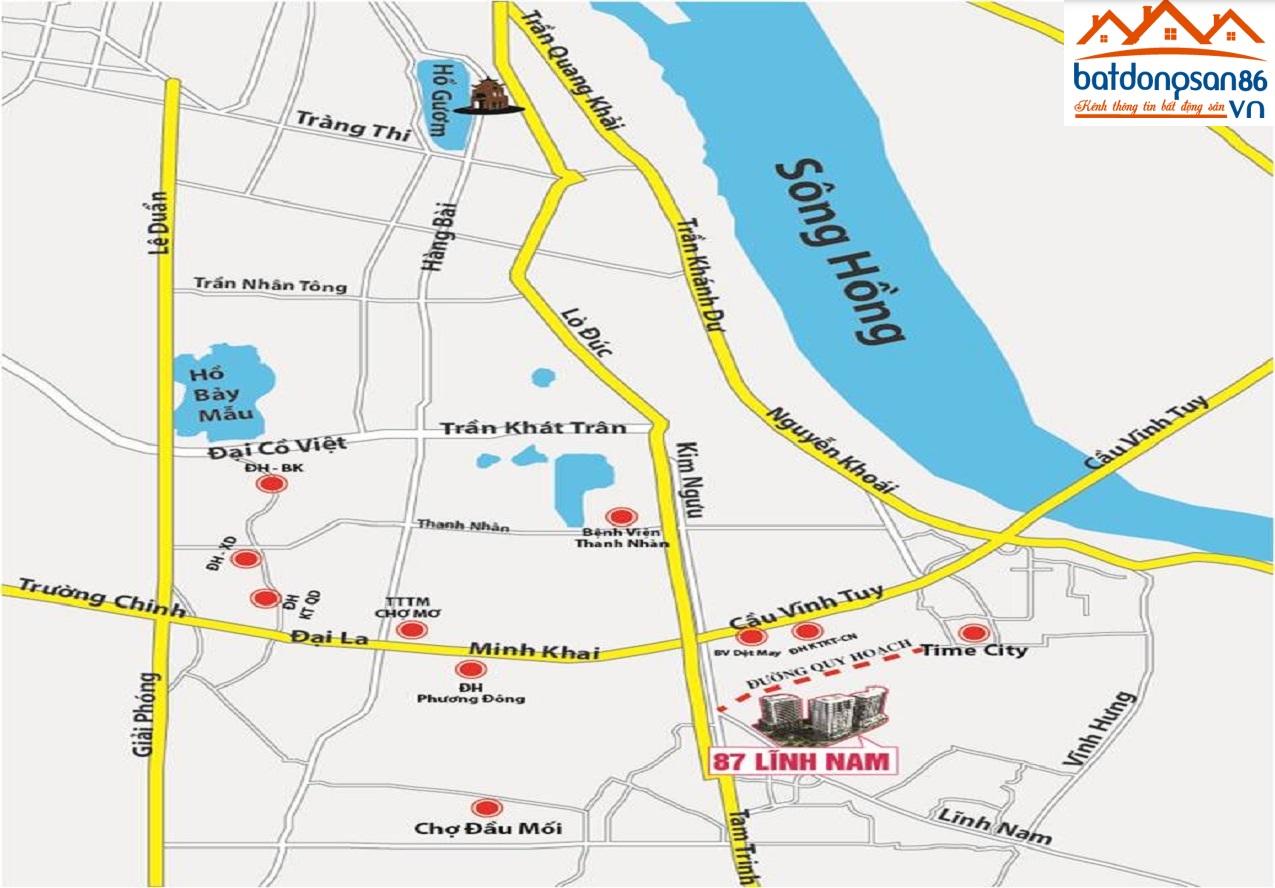 batdongsan86
Kênh thông tin bất động sản VN
Trần Quang Khải
Hồ Gươm
Tràng Thi
Sông Hồng
Lê Duẩn
Hàng Bài
Trần Khánh Dư
Trần Nhân Tông
Lò Đúc
Hồ
Bảy
Mẫu
Trần Khát Trân
Đại Cồ Việt
ĐH - BK
Nguyễn Khoái
Cầu Vĩnh Tuy
Kim Ngưu
Thanh Nhàn
Bệnh Viện
Thanh Nhàn
ĐH - XD
Trường Chinh
ĐH
KT QD
TTTM
CHỢ MƠ
Cầu Vĩnh Tuy
Đại La
Minh Khai
BV Dệt May
ĐH KTKT-CN
ĐƯỜNG QUY HOẠCH
Time City
ĐH
Phương Đông
Giải Phóng
Vĩnh Hưng
87 LĨNH NAM
Chợ Đầu Mối
Tam Trinh
Lĩnh Nam